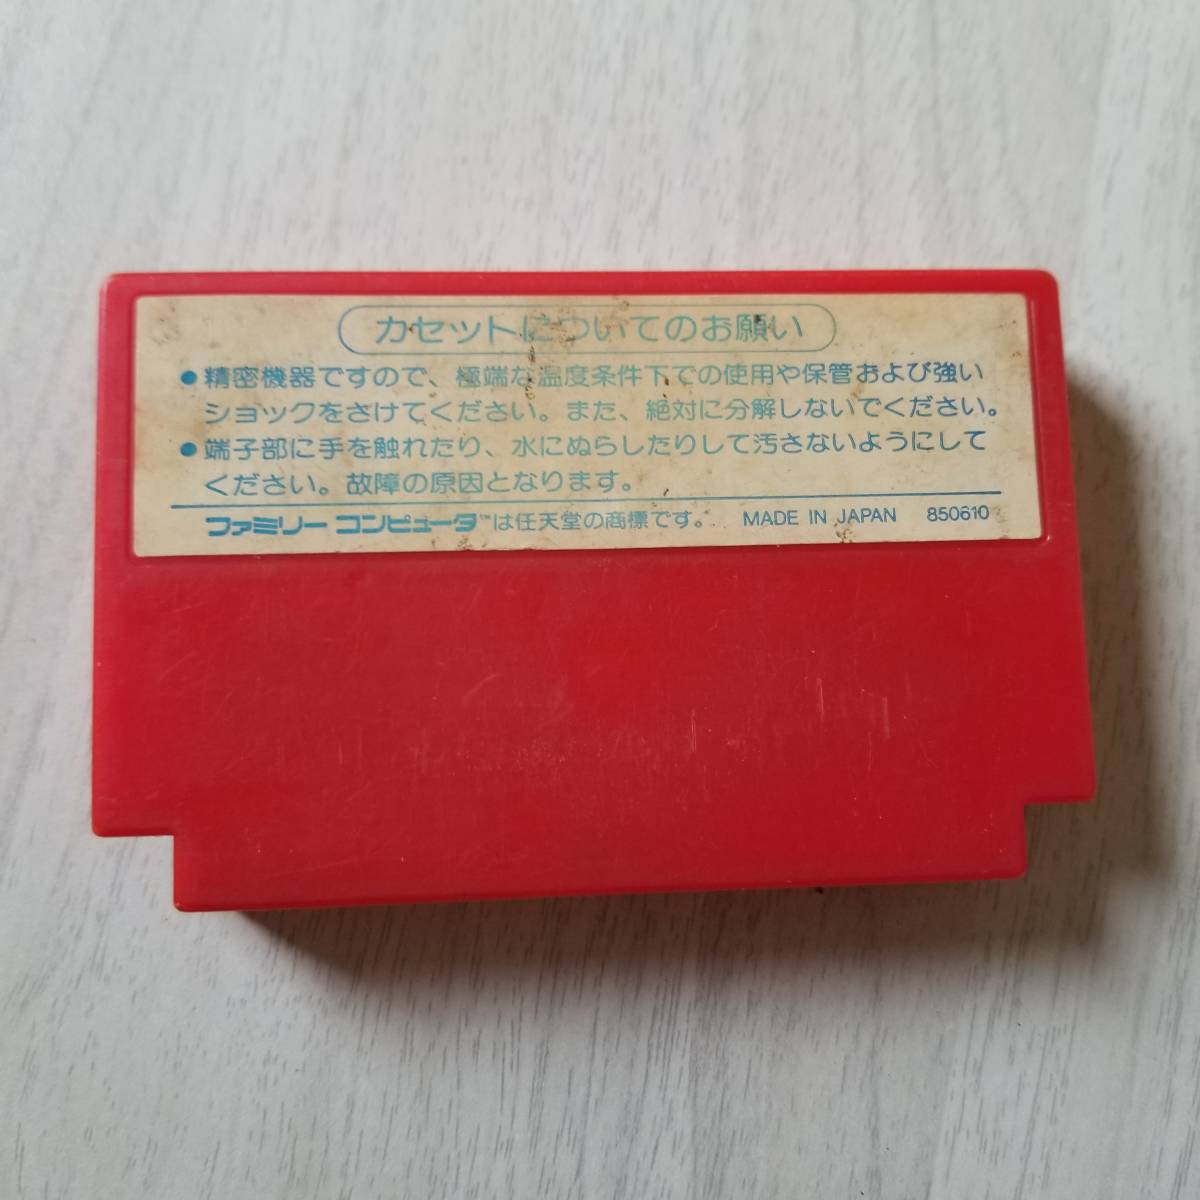 カセットについてのお願い
●精密機器ですので、極端な温度条件下での使用や保管および強い
ショックをさけてください。また、絶対に分解しないでください。
●端子部に手を触れたり、水にぬらしたりして汚さないようにして
ください。故障の原因となります。
ファミリー コンピュータ™は任天堂の商標です。 MADE IN JAPAN 850610